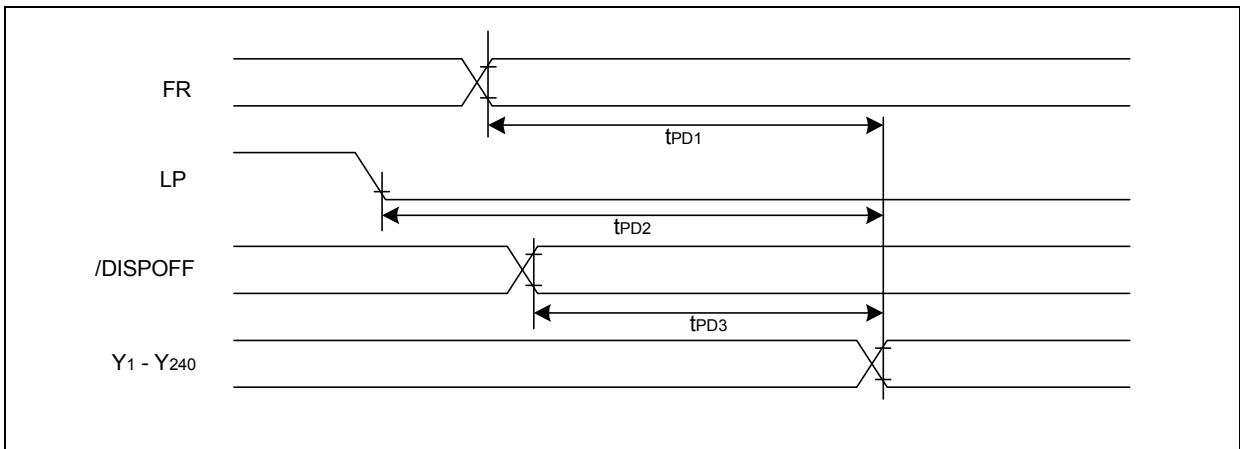 FR
tPD1
LP
tPD2
/DISPOFF
tPD3
Y1 - Y240